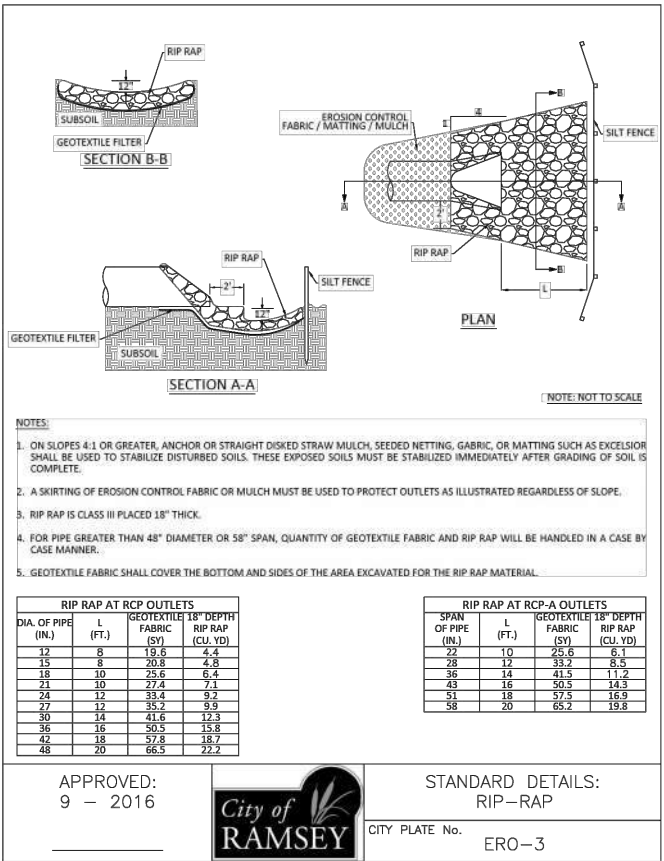 RIP RAP
12"
SUBSOIL
GEOTEXTILE FILTER
SECTION B-B
EROSION CONTROL
FABRIC / MATTING / MULCH
1
4
B
SILT FENCE
A
A
2'
RIP RAP
B
L
PLAN
RIP RAP
2'
SILT FENCE
12"
GEOTEXTILE FILTER
SUBSOIL
SECTION A-A
NOTE: NOT TO SCALE
NOTES:
1. ON SLOPES 4:1 OR GREATER, ANCHOR OR STRAIGHT DISKED STRAW MULCH, SEEDED NETTING, GABRIC, OR MATTING SUCH AS EXCELSIOR
SHALL BE USED TO STABILIZE DISTURBED SOILS. THESE EXPOSED SOILS MUST BE STABILIZED IMMEDIATELY AFTER GRADING OF SOIL IS
COMPLETE.
2. A SKIRTING OF EROSION CONTROL FABRIC OR MULCH MUST BE USED TO PROTECT OUTLETS AS ILLUSTRATED REGARDLESS OF SLOPE.
3. RIP RAP IS CLASS III PLACED 18" THICK.
4. FOR PIPE GREATER THAN 48" DIAMETER OR 58" SPAN, QUANTITY OF GEOTEXTILE FABRIC AND RIP RAP WILL BE HANDLED IN A CASE BY
CASE MANNER.
5. GEOTEXTILE FABRIC SHALL COVER THE BOTTOM AND SIDES OF THE AREA EXCAVATED FOR THE RIP RAP MATERIAL.
RIP RAP AT RCP OUTLETS
DIA. OF PIPE (IN.) L (FT.) GEOTEXTILE FABRIC (SY) 18" DEPTH RIP RAP (CU. YD)
12 8 19.6 4.4
15 8 20.8 4.8
18 10 25.6 6.4
21 10 27.4 7.1
24 12 33.4 9.2
27 12 35.2 9.9
30 14 41.6 12.3
36 16 50.5 15.8
42 18 57.8 18.7
48 20 66.5 22.2
RIP RAP AT RCP-A OUTLETS
SPAN OF PIPE (IN.) L (FT.) GEOTEXTILE FABRIC (SY) 18" DEPTH RIP RAP (CU. YD)
22 10 25.6 6.1
28 12 33.2 8.5
36 14 41.5 11.2
43 16 50.5 14.3
51 18 57.5 16.9
58 20 65.2 19.8
APPROVED:
9 - 2016
City of
RAMSEY
STANDARD DETAILS:
RIP-RAP
CITY PLATE No.
ERO-3